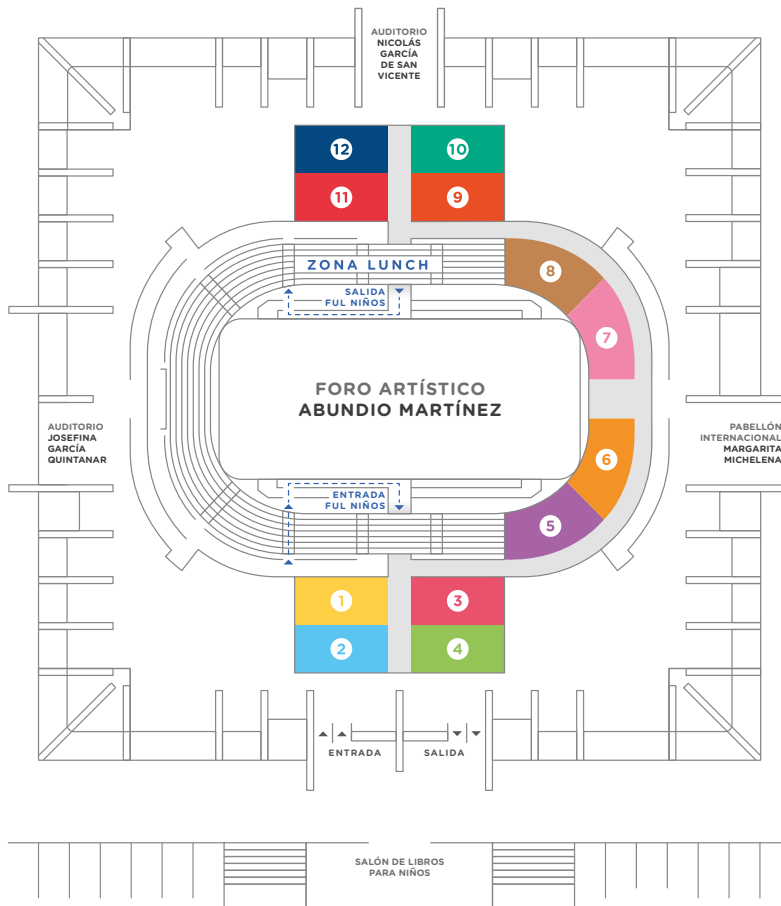 AUDITORIO
NICOLÁS
GARCÍA
DE SAN
VICENTE
12
10
11
9
ZONA LUNCH
8
SALIDA
FUL NIÑOS
7
FORO ARTÍSTICO
ABUNDIO MARTÍNEZ
AUDITORIO
JOSEFINA
GARCÍA
QUINTANAR
PABELLÓN
INTERNACIONAL
MARGARITA
MICHELENA
6
ENTRADA
FUL NIÑOS
5
1
3
2
4
ENTRADA
SALIDA
SALÓN DE LIBROS
PARA NIÑOS